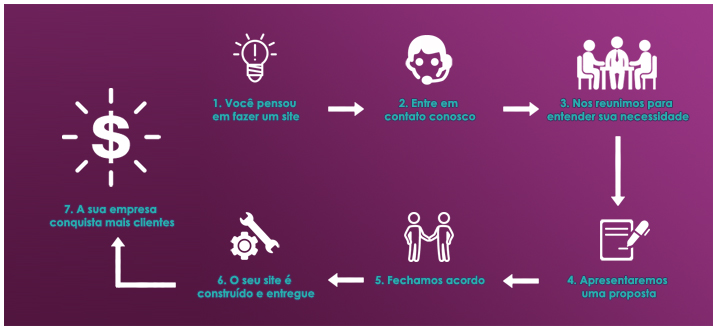 1. Você pensou
em fazer um site
2. Entre em
contato conosco
3. Nos reunimos para
entender sua necessidade
4. Apresentaremos
uma proposta
5. Fechamos acordo
6. O seu site é
construído e entregue
7. A sua empresa
conquista mais clientes
$